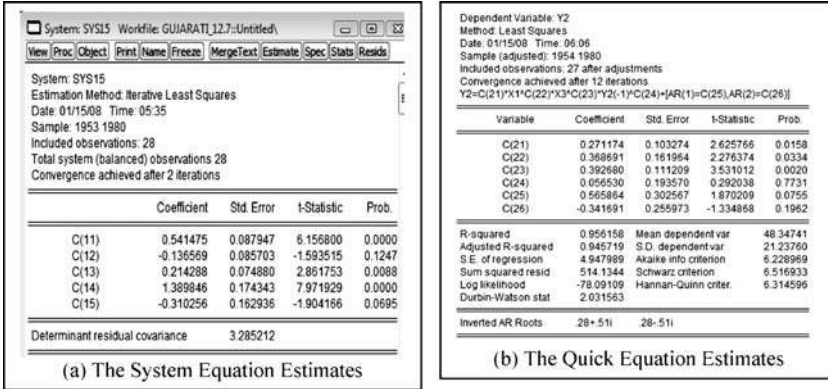 System: SYS15 Workfile: GUJARATI_12.7::Untitled\
View Proc Object Print Name Freeze MergeText Estimate Spec Stats Resids
System: SYS15
Estimation Method: Iterative Least Squares
Date: 01/15/08 Time: 05:35
Sample: 1953 1980
Included observations: 28
Total system (balanced) observations 28
Convergence achieved after 2 iterations
Coefficient Std. Error t-Statistic Prob.
C(11) 0.541475 0.087947 6.156800 0.0000
C(12) -0.136569 0.085703 -1.593515 0.1247
C(13) 0.214288 0.074880 2.861753 0.0088
C(14) 1.389846 0.174343 7.971929 0.0000
C(15) -0.310256 0.162936 -1.904166 0.0695
Determinant residual covariance 3.285212
(a) The System Equation Estimates
Dependent Variable: Y2
Method: Least Squares
Date: 01/15/08 Time: 06:06
Sample (adjusted): 1954 1980
Included observations: 27 after adjustments
Convergence achieved after 12 iterations
Y2=C(21)*X1^C(22)*X3^C(23)*Y2(-1)^C(24)+[AR(1)=C(25),AR(2)=C(26)]
Variable Coefficient Std. Error t-Statistic Prob.
C(21) 0.271174 0.103274 2.625766 0.0158
C(22) 0.368691 0.161964 2.276374 0.0334
C(23) 0.392680 0.111209 3.531012 0.0020
C(24) 0.056530 0.193570 0.292038 0.7731
C(25) 0.565864 0.302567 1.870209 0.0755
C(26) -0.341691 0.255973 -1.334868 0.1962
R-squared 0.956158 Mean dependent var 48.34741
Adjusted R-squared 0.945719 S.D. dependent var 21.23760
S.E. of regression 4.947989 Akaike info criterion 6.228969
Sum squared resid 514.1344 Schwarz criterion 6.516933
Log likelihood -78.09109 Hannan-Quinn criter. 6.314596
Durbin-Watson stat 2.031563
Inverted AR Roots .28+.51i .28-.51i
(b) The Quick Equation Estimates